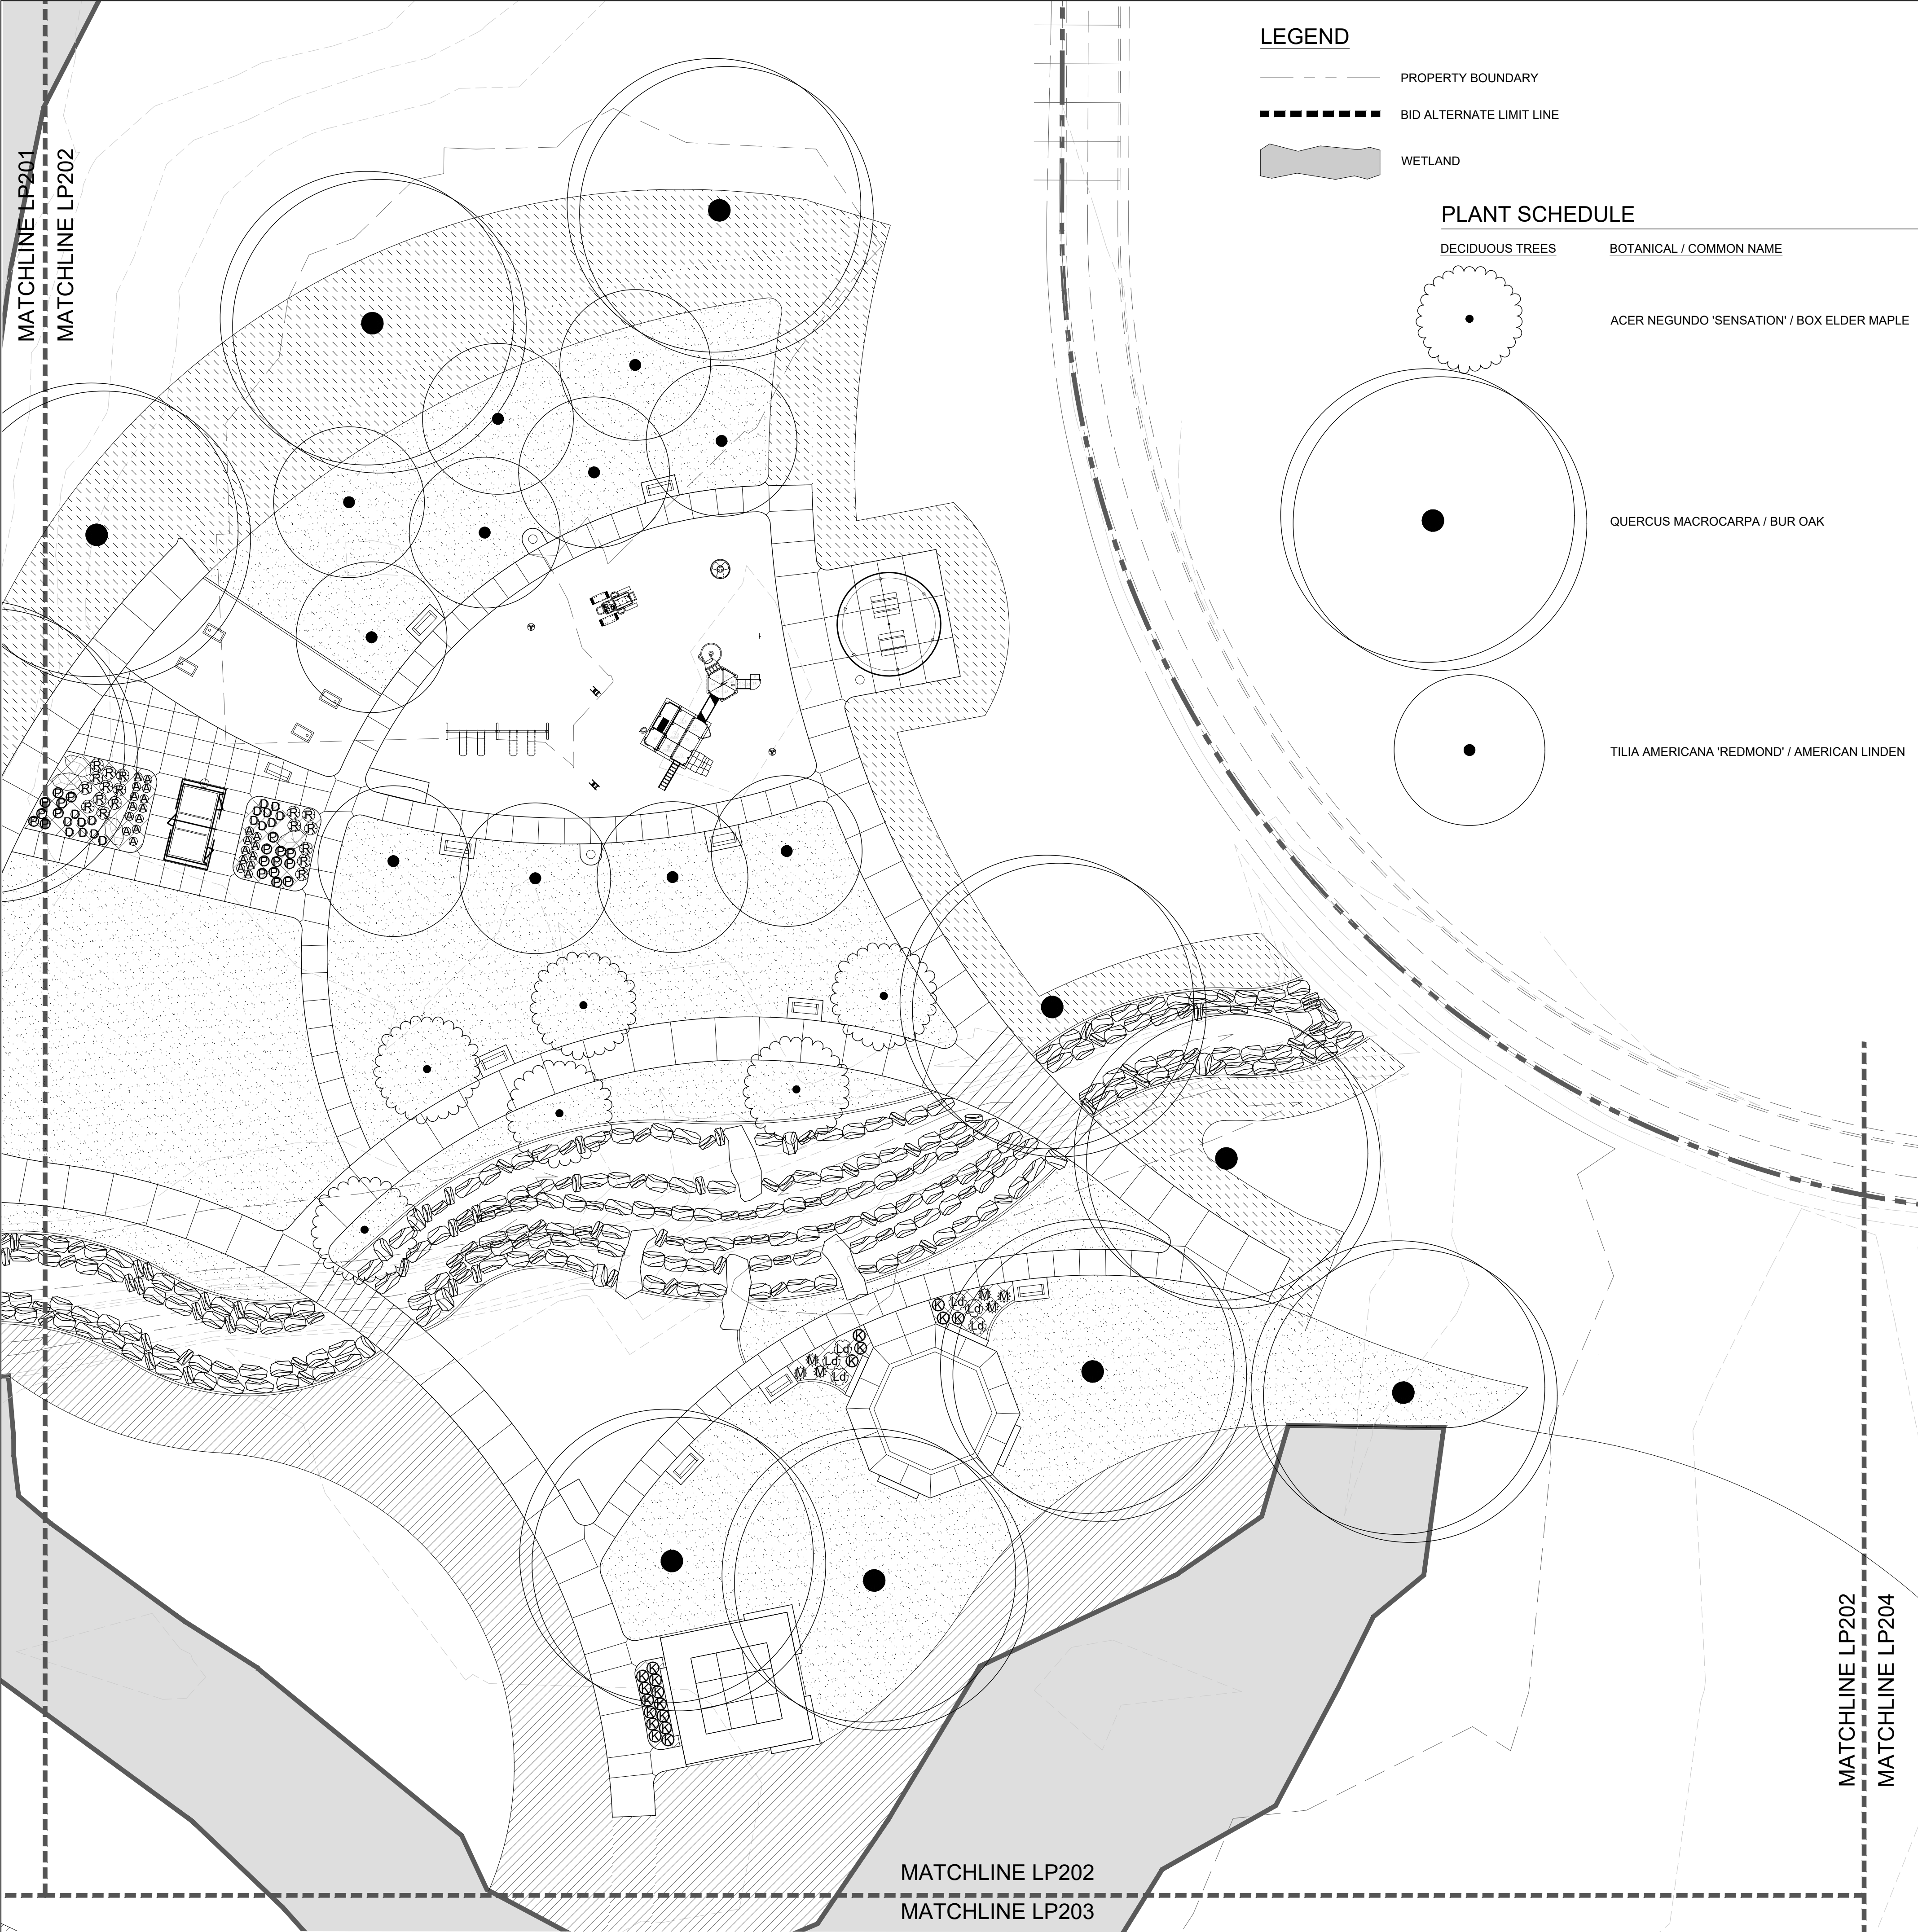 LEGEND
PROPERTY BOUNDARY
BID ALTERNATE LIMIT LINE
WETLAND
PLANT SCHEDULE
DECIDUOUS TREES BOTANICAL / COMMON NAME
ACER NEGUNDO 'SENSATION' / BOX ELDER MAPLE
QUERCUS MACROCARPA / BUR OAK
TILIA AMERICANA 'REDMOND' / AMERICAN LINDEN
MATCHLINE LP201
MATCHLINE LP202
MATCHLINE LP202
MATCHLINE LP204
MATCHLINE LP202
MATCHLINE LP203